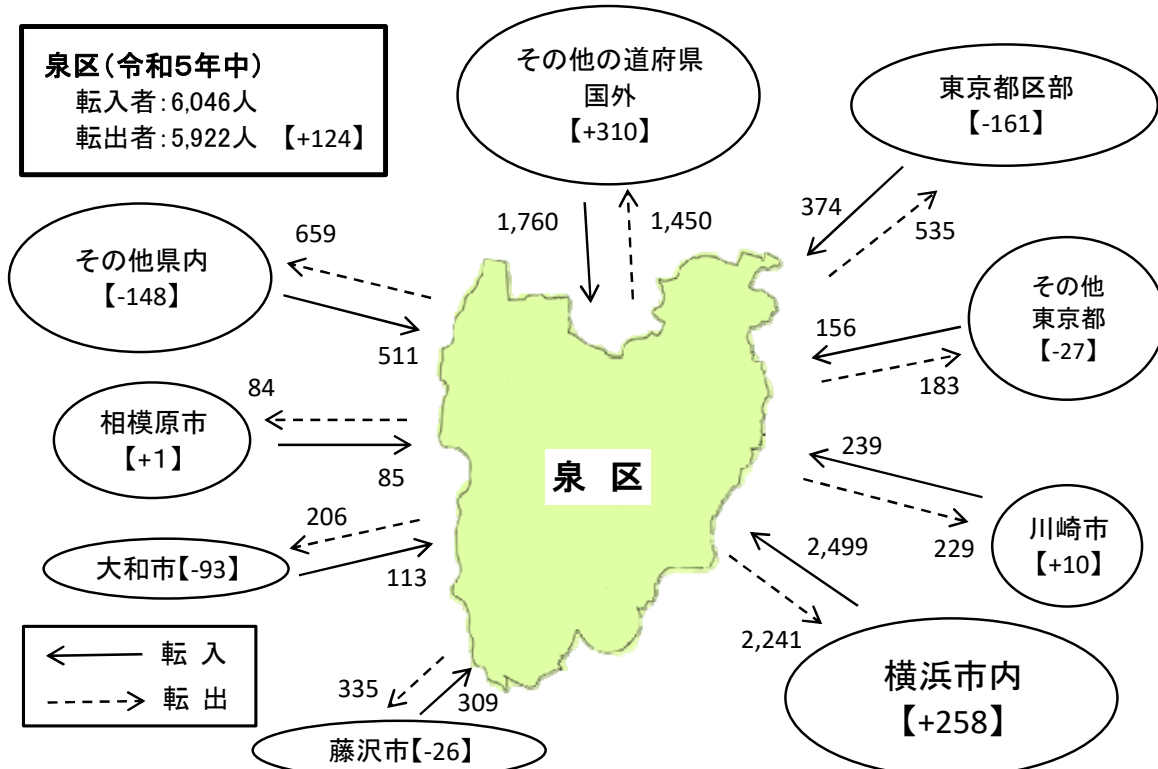 泉区(令和5年中)
転入者:6,046人
転出者:5,922人 【+124】
その他の道府県
国外
【+310】
東京都区部
【-161】
1,760
1,450
374
535
その他県内
【-148】
659
511
その他
東京都
【-27】
156
183
相模原市
【+1】
84
85
泉 区
239
229
川崎市
【+10】
大和市【-93】
206
113
2,499
2,241
横浜市内
【+258】
転 入
転 出
335
309
藤沢市【-26】